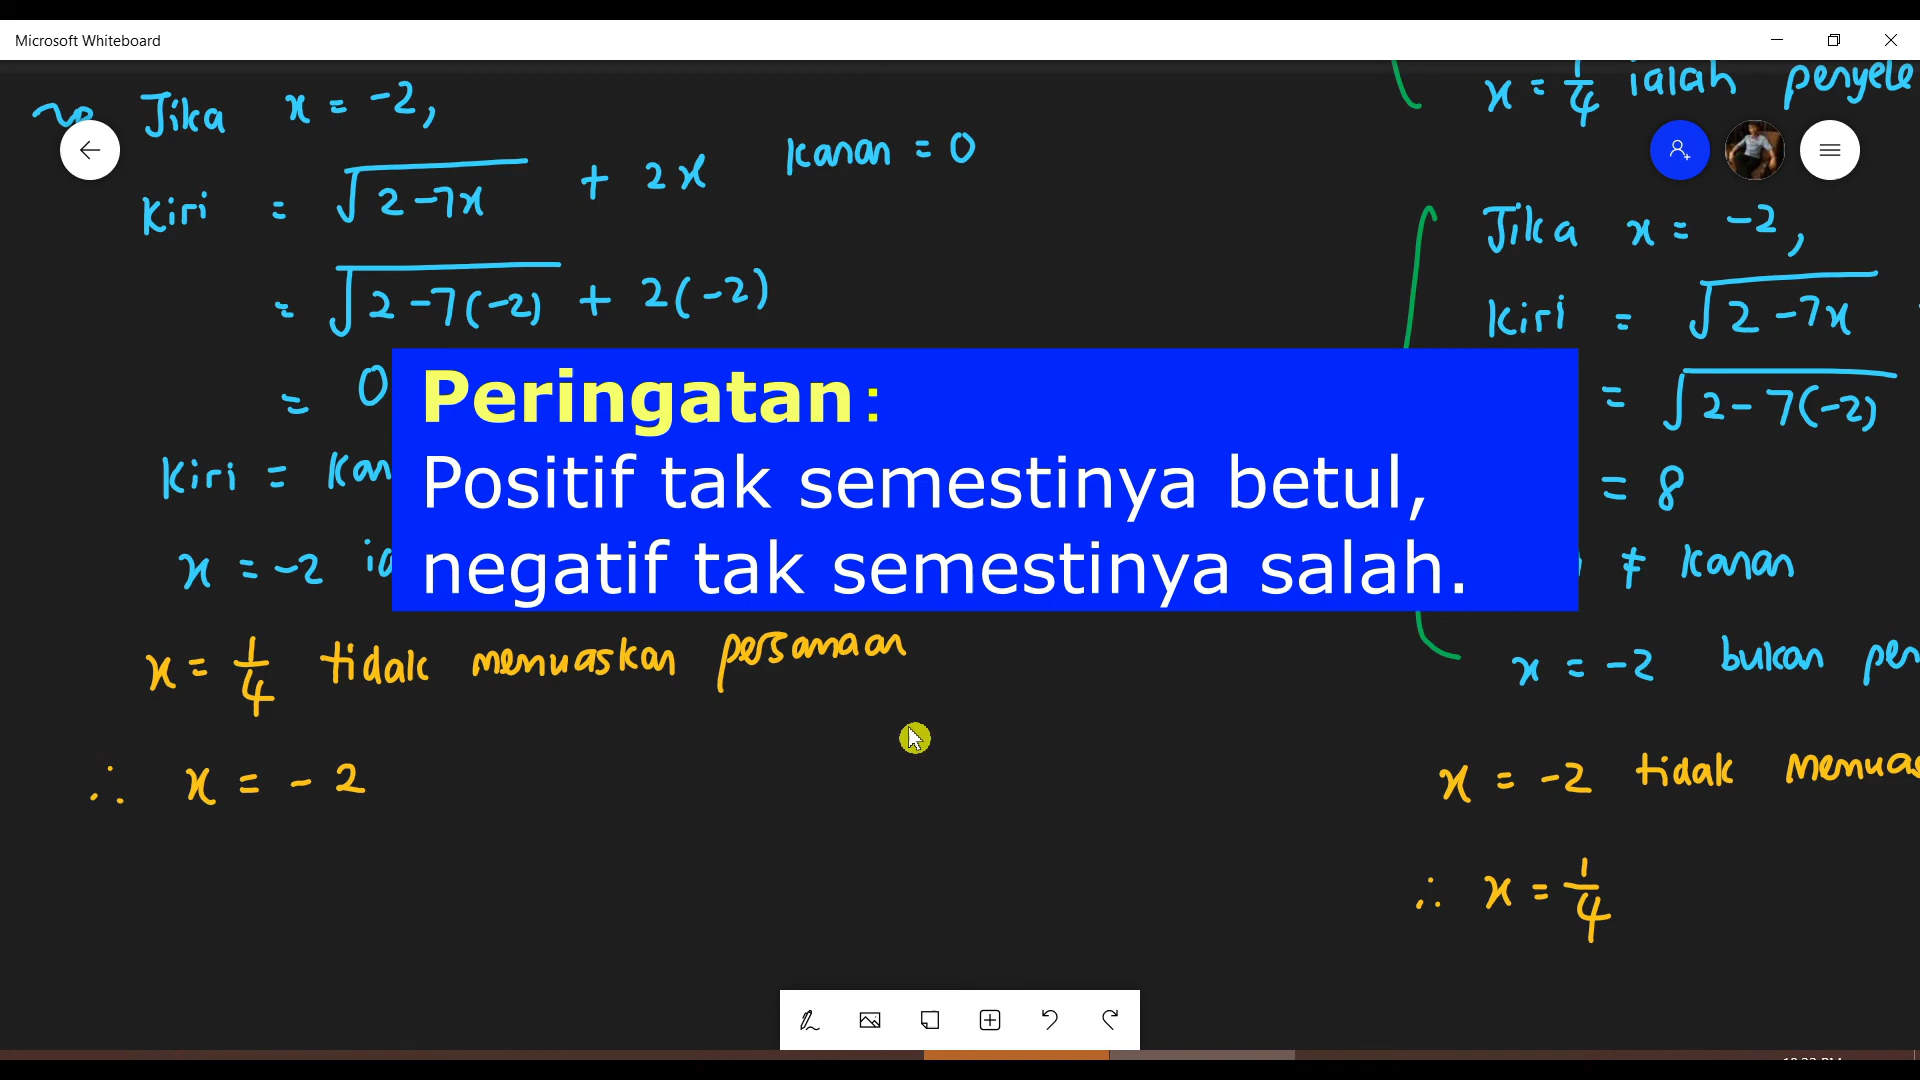 Microsoft Whiteboard
Jika x = -2,
kanan = 0
Kiri = √2-7x + 2x
= √2-7(-2) + 2(-2)
= 0
Kiri = kan
x = -2
x = 1/4 tidak memuaskan persamaan
∴ x = -2
Peringatan:
Positif tak semestinya betul,
negatif tak semestinya salah.
x = 1/4 ialah penyele
Jika x = -2,
Kiri = √2-7x
= √2-7(-2)
= 8
≠ kanan
x = -2 bukan pen
x = -2 tidak memuas
∴ x = 1/4